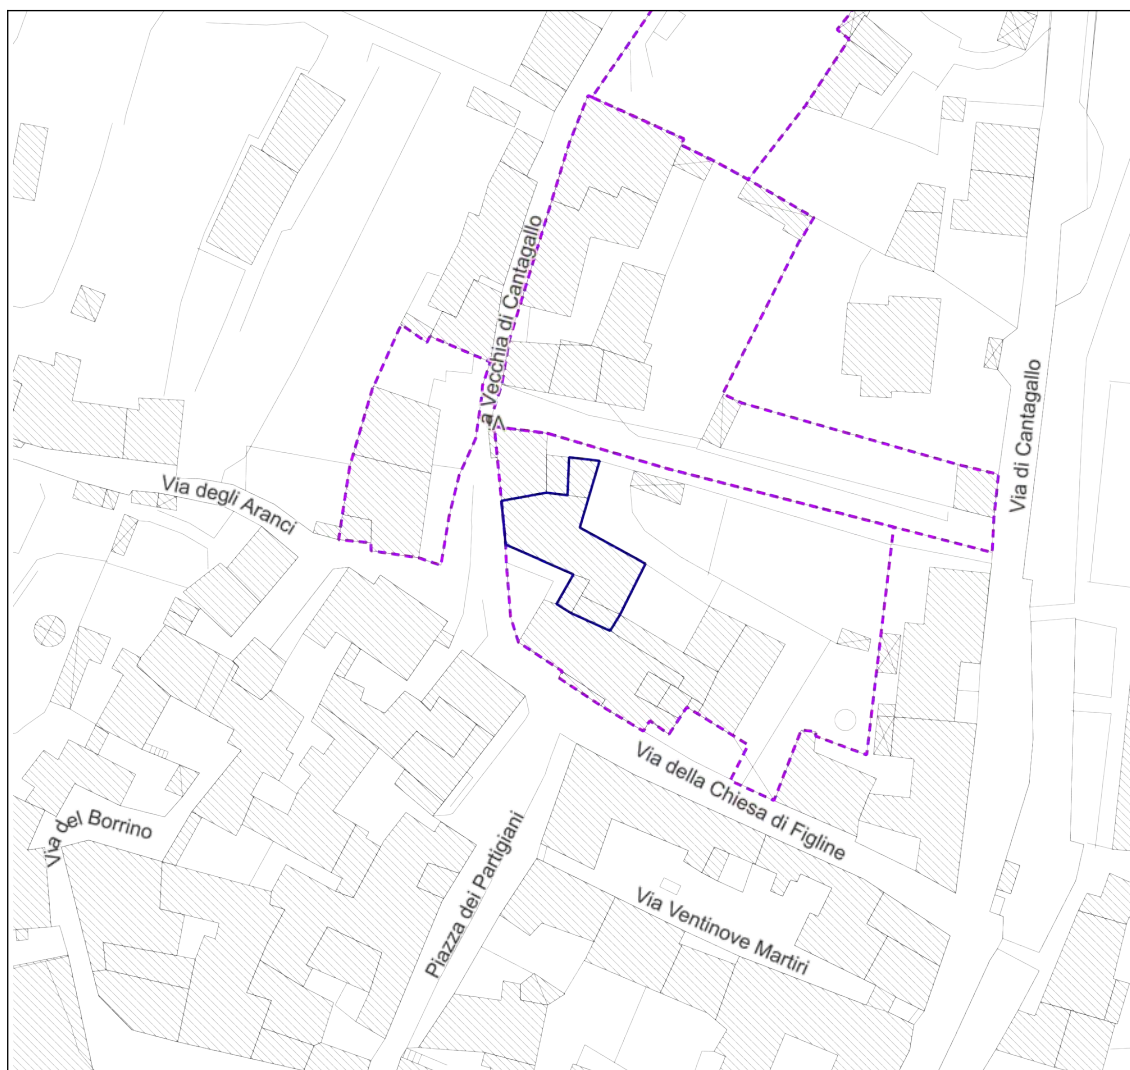 a Vecchia di Cantagallo
A
Via di Cantagallo
Via degli Aranci
Via della Chiesa di Figline
Via del Borrino
Piazza dei Partigiani
Via Ventinove Martiri